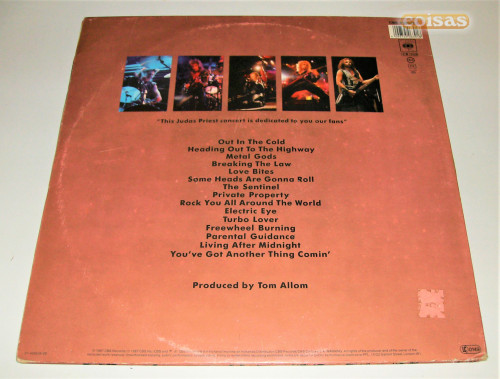 coisas
CBS
"This Judas Priest concert is dedicated to you our fans"
Out In The Cold
Heading Out To The Highway
Metal Gods
Breaking The Law
Love Bites
Some Heads Are Gonna Roll
The Sentinel
Private Property
Rock You All Around The World
Electric Eye
Turbo Lover
Freewheel Burning
Parental Guidance
Living After Midnight
You've Got Another Thing Comin'
Produced by Tom Allom